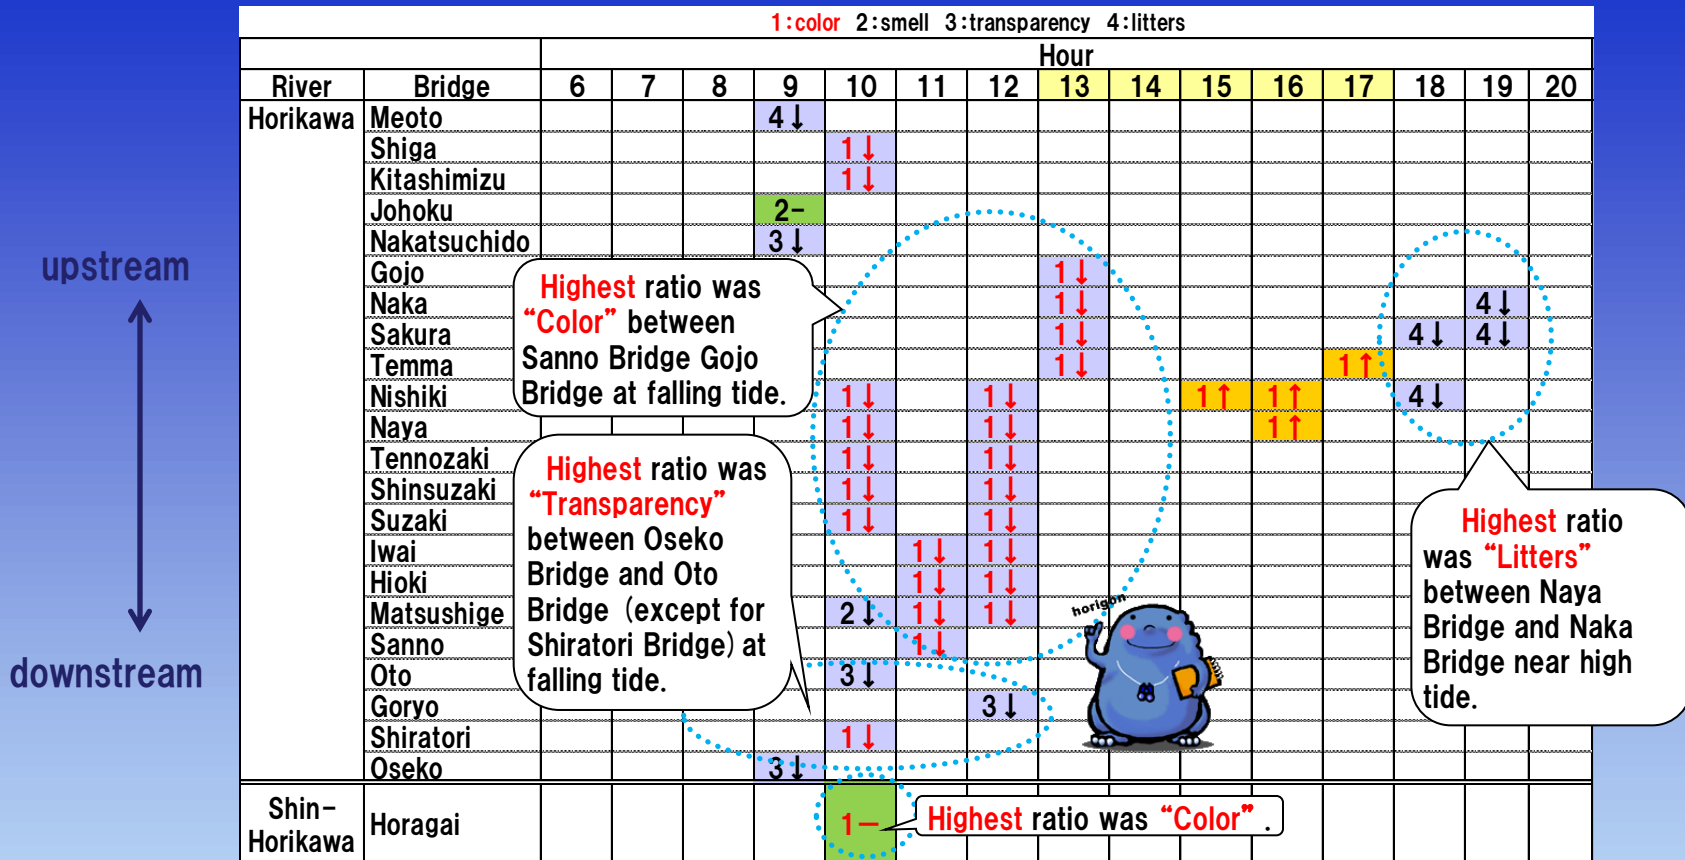 1:color 2:smell 3:transparency 4:litters
Hour
River Bridge 6 7 8 9 10 11 12 13 14 15 16 17 18 19 20
Horikawa Meoto 4↓
Shiga 1↓
Kitashimizu 1↓
Johoku 2−
Nakatsuchido 3↓
Gojo 1↓
Naka 1↓ 4↓
Sakura 1↓ 4↓ 4↓
Temma 1↓ 1↑
Nishiki 1↓ 1↓ 1↑ 1↑ 4↓
Naya 1↓ 1↓ 1↑
Tennozaki 1↓ 1↓
Shinsuzaki 1↓ 1↓
Suzaki 1↓ 1↓
Iwai 1↓ 1↓
Hioki 1↓ 1↓
Matsushige 2↓ 1↓ 1↓
Sanno 1↓
Oto 3↓
Goryo 3↓
Shiratori 1↓
Oseko 3↓
Shin−
Horikawa
Horagai 1−
upstream
downstream
Highest ratio was
“Color” between
Sanno Bridge Gojo
Bridge at falling tide.
Highest ratio was
“Transparency”
between Oseko
Bridge and Oto
Bridge (except for
Shiratori Bridge) at
falling tide.
horigon
Highest ratio
was “Litters”
between Naya
Bridge and Naka
Bridge near high
tide.
Highest ratio was “Color” .